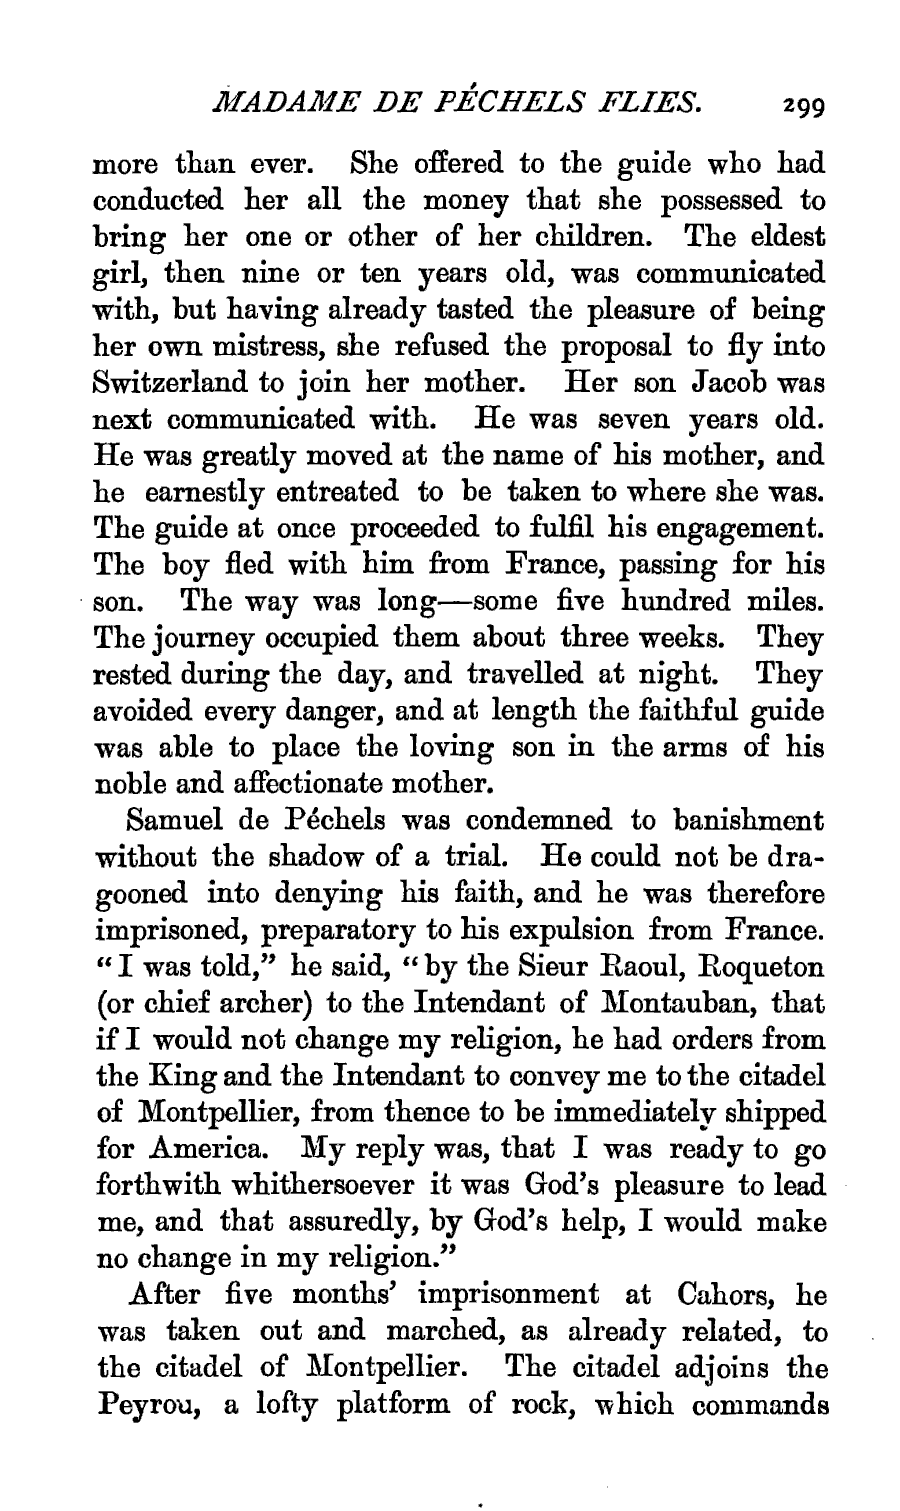 MADAME DE PÉCHELS FLIES. 299
more than ever. She offered to the guide who had
conducted her all the money that she possessed to
bring her one or other of her children. The eldest
girl, then nine or ten years old, was communicated
with, but having already tasted the pleasure of being
her own mistress, she refused the proposal to fly into
Switzerland to join her mother. Her son Jacob was
next communicated with. He was seven years old.
He was greatly moved at the name of his mother, and
he earnestly entreated to be taken to where she was.
The guide at once proceeded to fulfil his engagement.
The boy fled with him from France, passing for his
son. The way was long—some five hundred miles.
The journey occupied them about three weeks. They
rested during the day, and travelled at night. They
avoided every danger, and at length the faithful guide
was able to place the loving son in the arms of his
noble and affectionate mother.
Samuel de Péchels was condemned to banishment
without the shadow of a trial. He could not be dra-
gooned into denying his faith, and he was therefore
imprisoned, preparatory to his expulsion from France.
“I was told,” he said, “by the Sieur Raoul, Roqueton
(or chief archer) to the Intendant of Montauban, that
if I would not change my religion, he had orders from
the King and the Intendant to convey me to the citadel
of Montpellier, from thence to be immediately shipped
for America. My reply was, that I was ready to go
forthwith whithersoever it was God’s pleasure to lead
me, and that assuredly, by God’s help, I would make
no change in my religion.”
After five months’ imprisonment at Cahors, he
was taken out and marched, as already related, to
the citadel of Montpellier. The citadel adjoins the
Peyrou, a lofty platform of rock, which commands